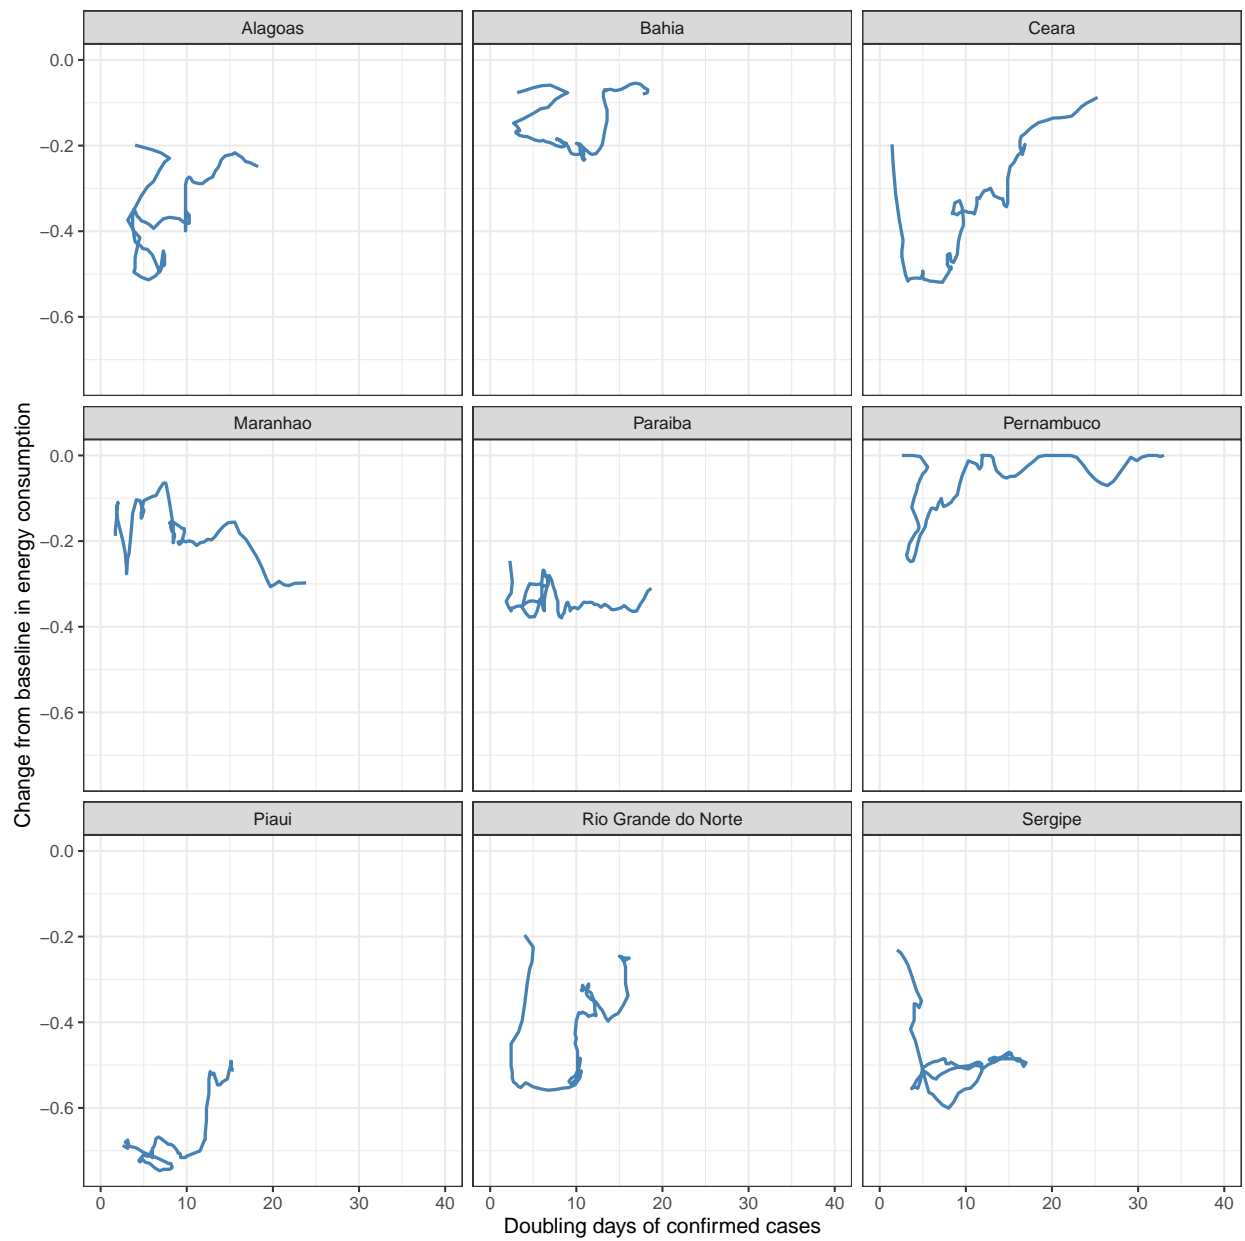 Alagoas
Bahia
Ceara
0.0
−0.2
−0.4
−0.6
Maranhao
Paraiba
Pernambuco
0.0
−0.2
−0.4
−0.6
Piaui
Rio Grande do Norte
Sergipe
0.0
−0.2
−0.4
−0.6
0 10 20 30 40
0 10 20 30 40
0 10 20 30 40
Doubling days of confirmed cases
Change from baseline in energy consumption